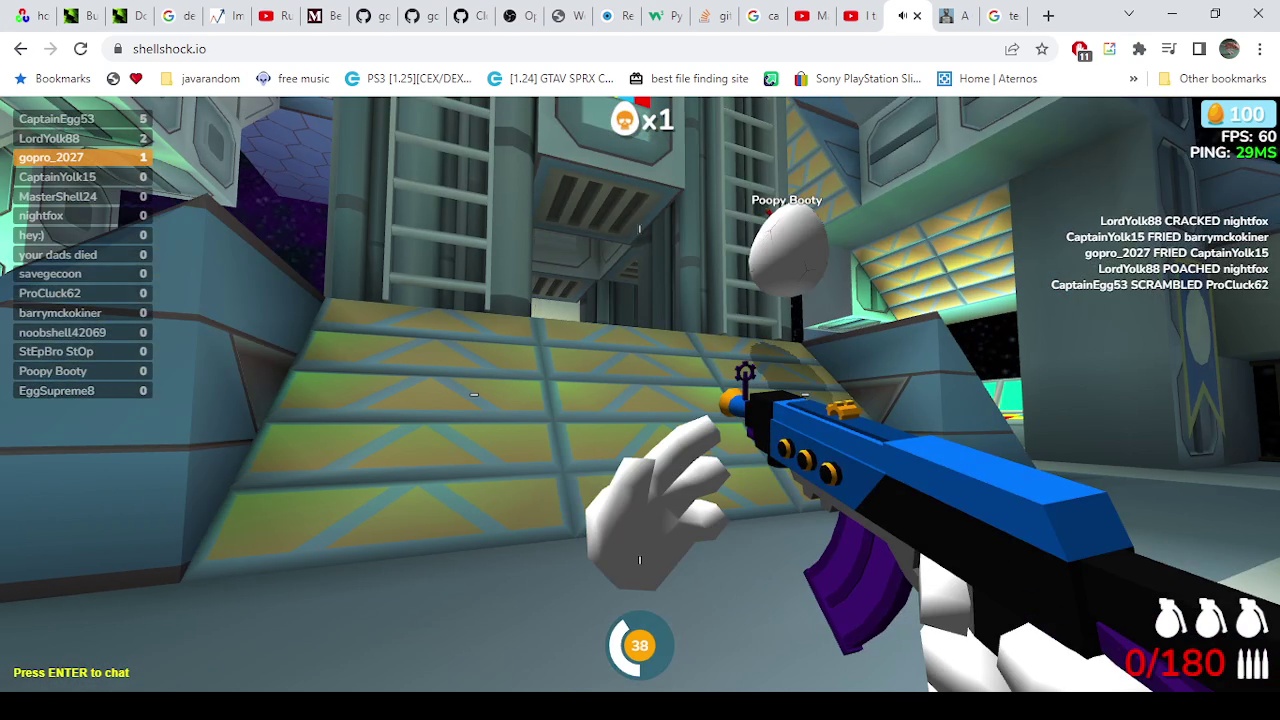 hc
Bu
Dc
de
In
Ru
Be
gc
gc
Cl
Op
W
Re
Py
git
ca
M
I t
A
te
shellshock.io
11
Bookmarks
javarandom
free music
PS3 [1.25](CEX/DEX...
[1.24] GTAV SPRX C...
best file finding site
Sony PlayStation Sli...
Home | Aternos
»
Other bookmarks
CaptainEgg53 5
LordYolk88 2
gopro_2027 1
CaptainYolk15 0
MasterShell24 0
nightfox 0
hey:) 0
your dads died 0
savegecoon 0
ProCluck62 0
barrymckokiner 0
noobshell42069 0
StEpBro StOp 0
Poopy Booty 0
EggSupreme8 0
x1
100
FPS: 60
PING: 29MS
Poopy Booty
LordYolk88 CRACKED nightfox
CaptainYolk15 FRIED barrymckokiner
gopro_2027 FRIED CaptainYolk15
LordYolk88 POACHED nightfox
CaptainEgg53 SCRAMBLED ProCluck62
38
Press ENTER to chat
0/180